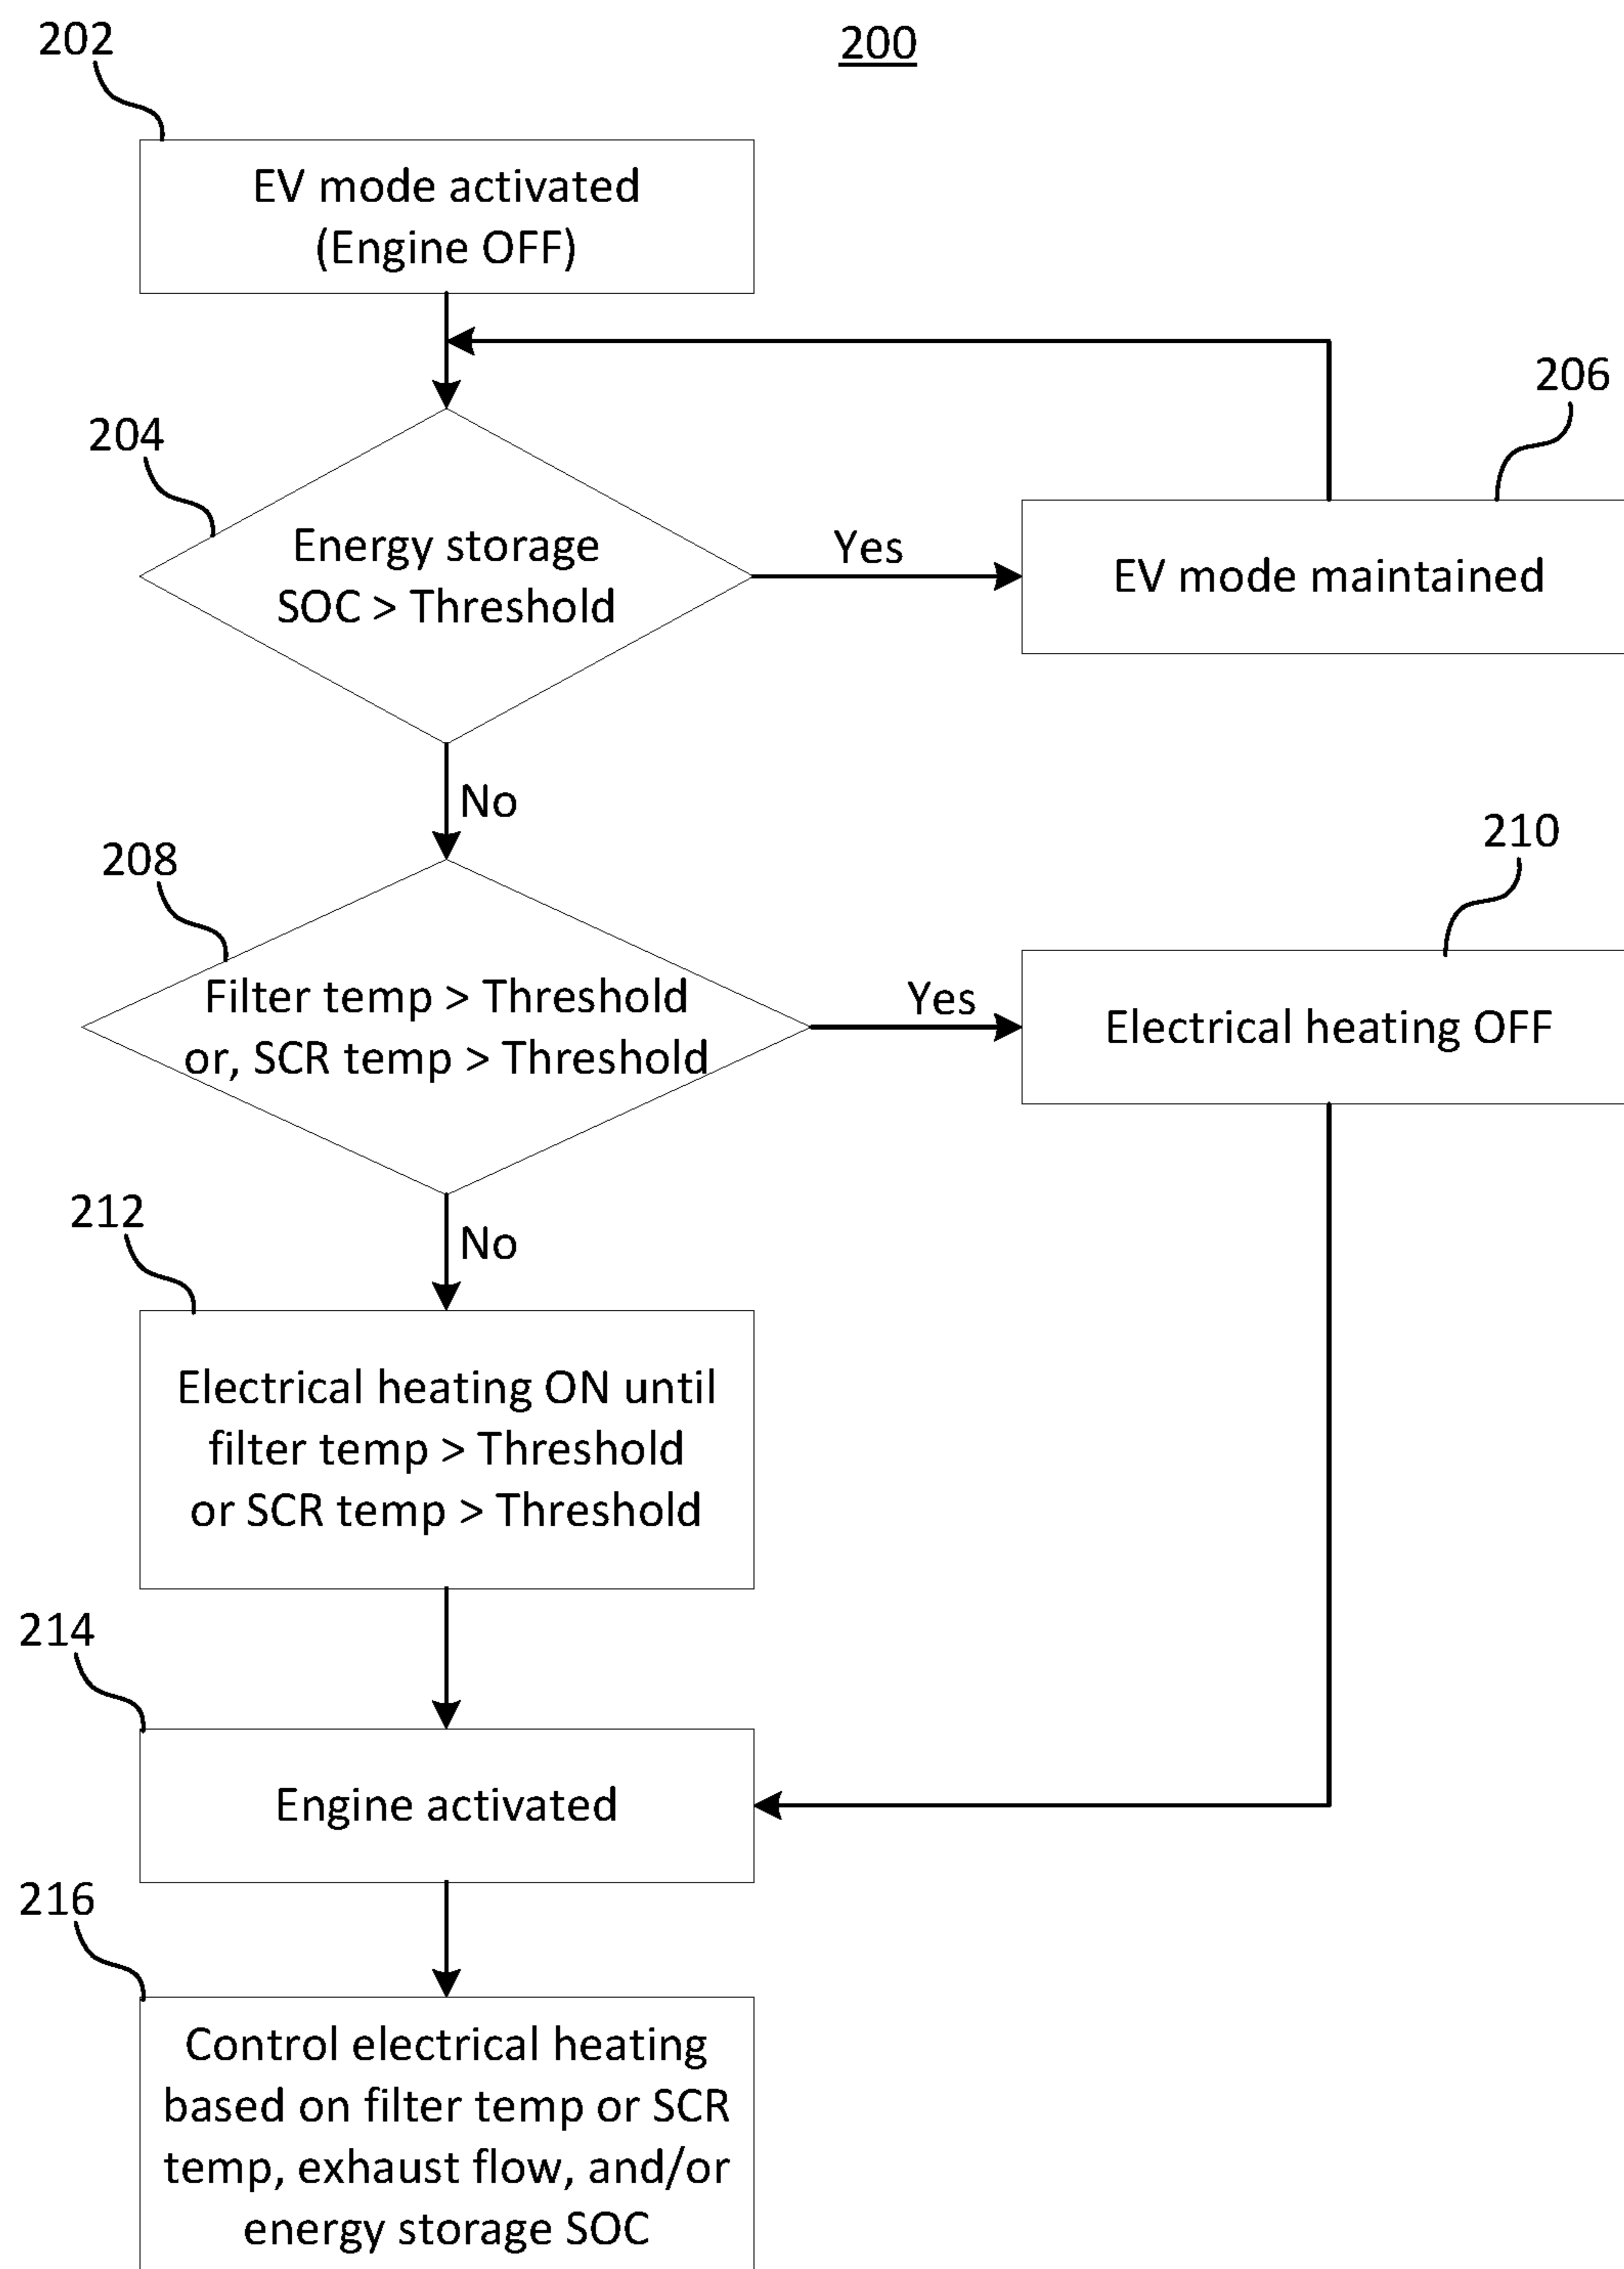 202
200
EV mode activated
(Engine OFF)
206
204
Energy storage
SOC > Threshold
Yes
EV mode maintained
No
208
210
Filter temp > Threshold
or, SCR temp > Threshold
Yes
Electrical heating OFF
212
No
Electrical heating ON until
filter temp > Threshold
or SCR temp > Threshold
214
Engine activated
216
Control electrical heating
based on filter temp or SCR
temp, exhaust flow, and/or
energy storage SOC